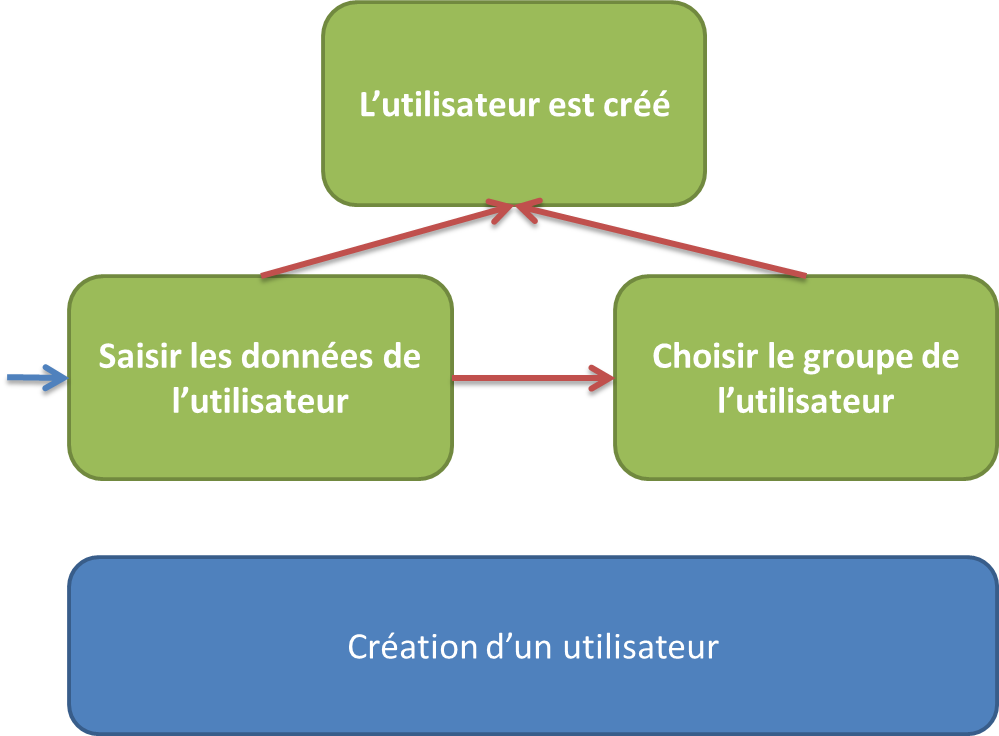 L’utilisateur est créé
Saisir les données de
l’utilisateur
Choisir le groupe de
l’utilisateur
Création d’un utilisateur